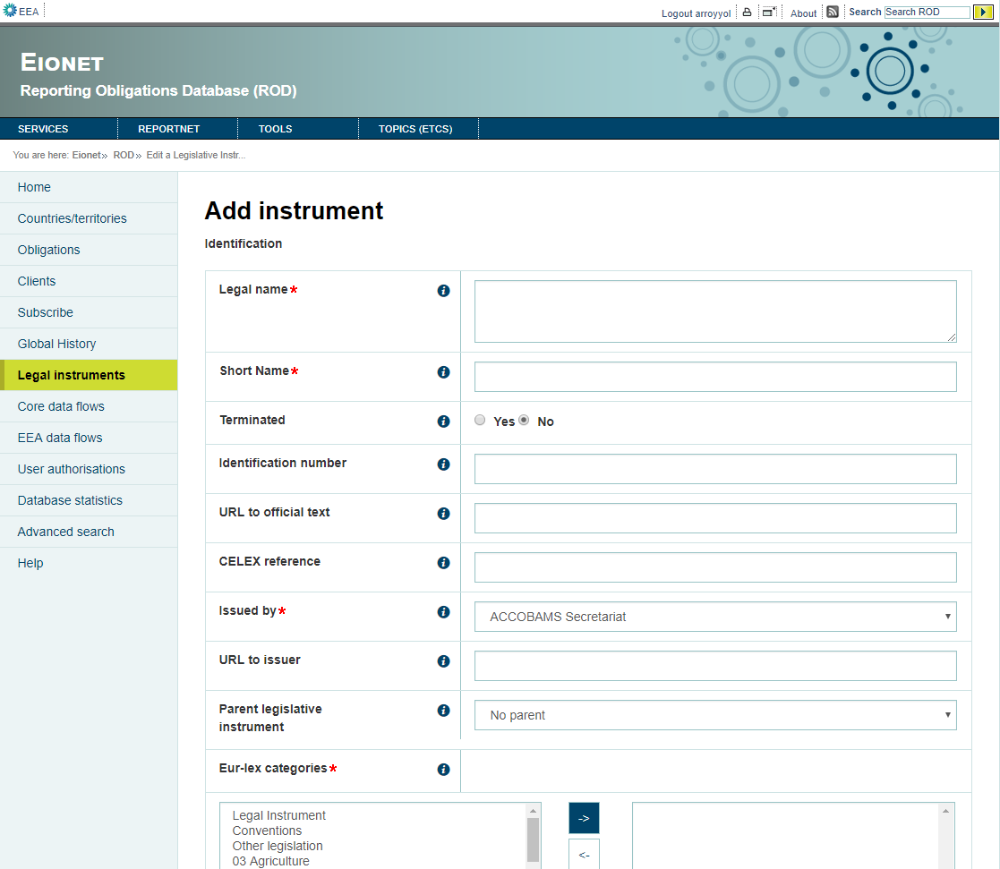 EEA
Logout arroyyol
About
Search
Search ROD
EIONET
Reporting Obligations Database (ROD)
SERVICES
REPORTNET
TOOLS
TOPICS (ETCS)
You are here: Eionet» ROD» Edit a Legislative Instr...
Home
Countries/territories
Obligations
Clients
Subscribe
Global History
Legal instruments
Core data flows
EEA data flows
User authorisations
Database statistics
Advanced search
Help
Add instrument
Identification
Legal name*
Short Name*
Terminated
Yes No
Identification number
URL to official text
CELEX reference
Issued by*
ACCOBAMS Secretariat
URL to issuer
Parent legislative
instrument
No parent
Eur-lex categories*
Legal Instrument
Conventions
Other legislation
03 Agriculture
->
<-